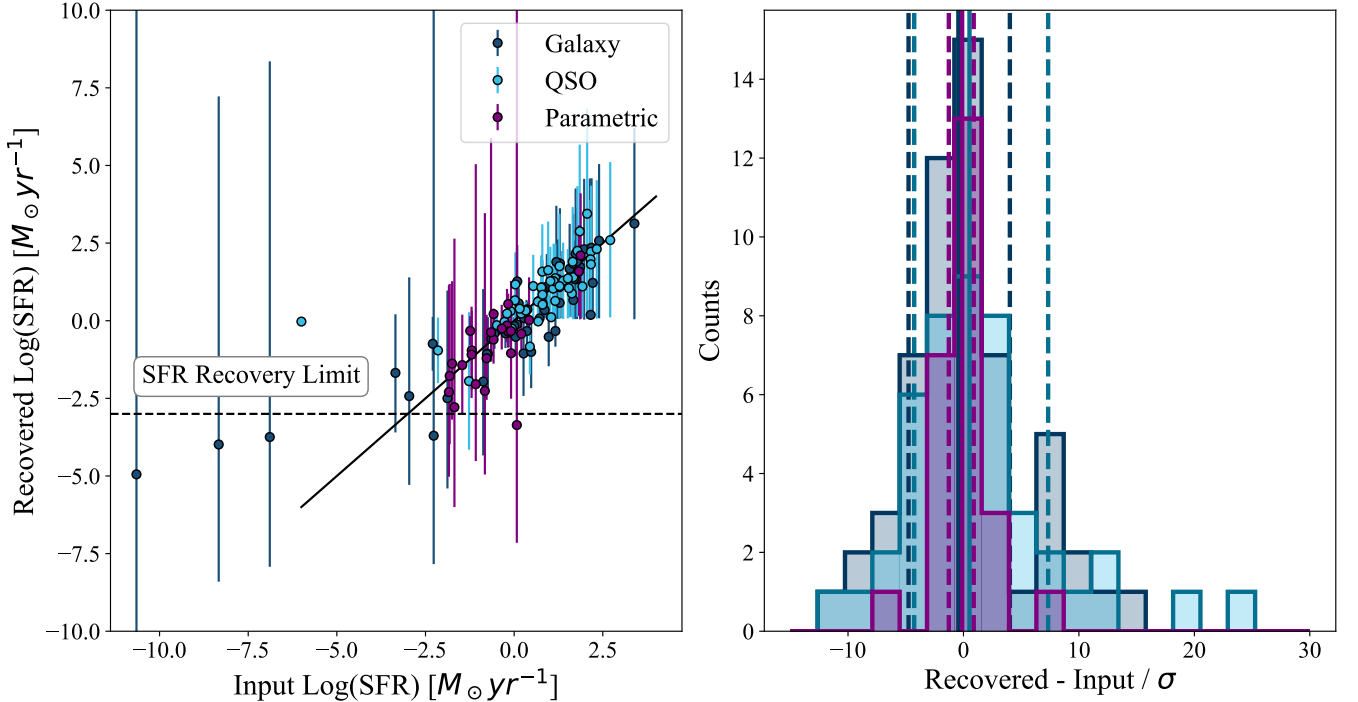 10.0
7.5
5.0
2.5
0.0
−2.5
−5.0
−7.5
−10.0
Recovered Log(SFR) [M⊙yr⁻¹]
Galaxy
QSO
Parametric
SFR Recovery Limit
−10.0 −7.5 −5.0 −2.5 0.0 2.5
Input Log(SFR) [M⊙yr⁻¹]
14
12
10
8
6
4
2
0
Counts
−10 0 10 20 30
Recovered - Input / σ